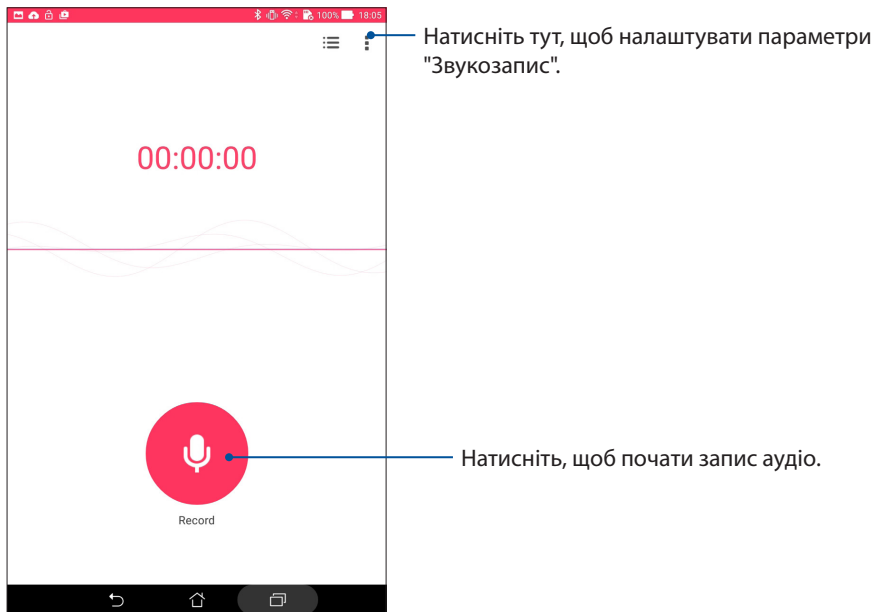 100% 18:05
Натисніть тут, щоб налаштувати параметри
"Звукозапис".
00:00:00
Натисніть, щоб почати запис аудіо.
Record